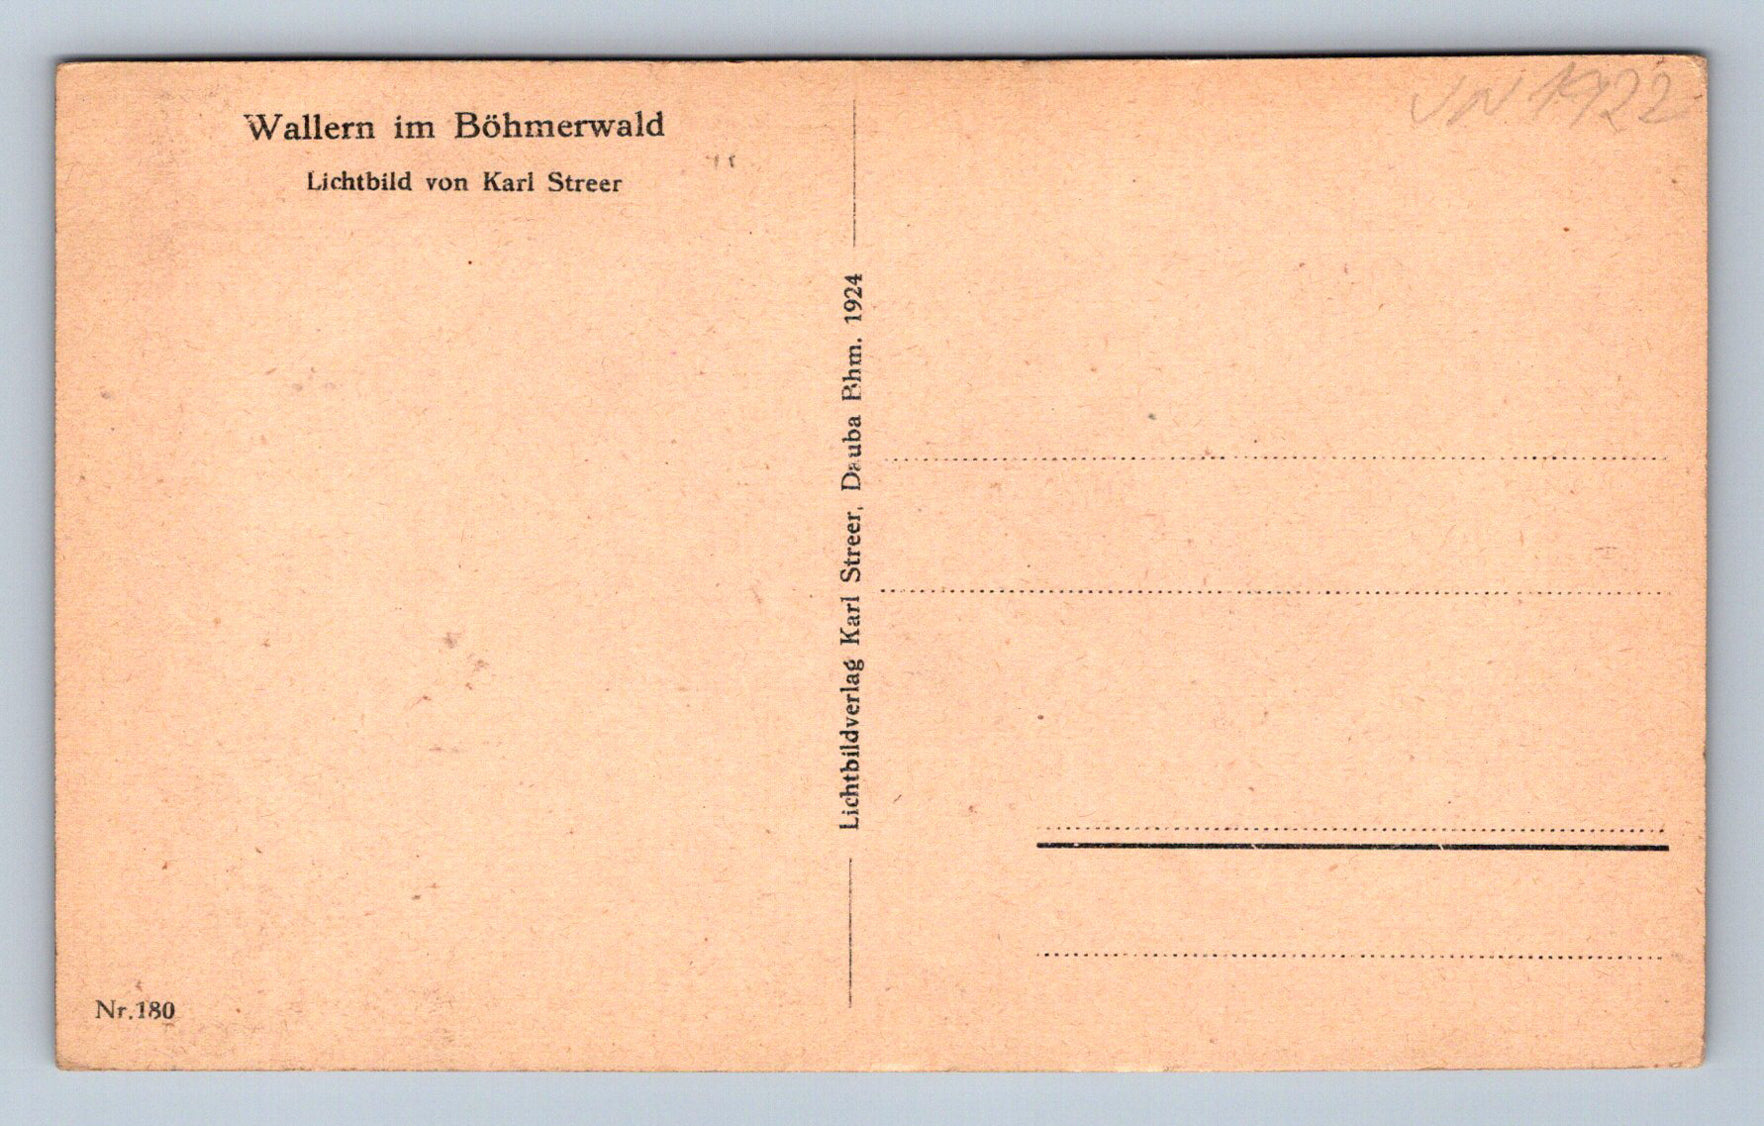 Wallern im Böhmerwald
Lichtbild von Karl Streer
Nr.180
Lichtbildverlag Karl Streer, Dauba Bhm. 1924